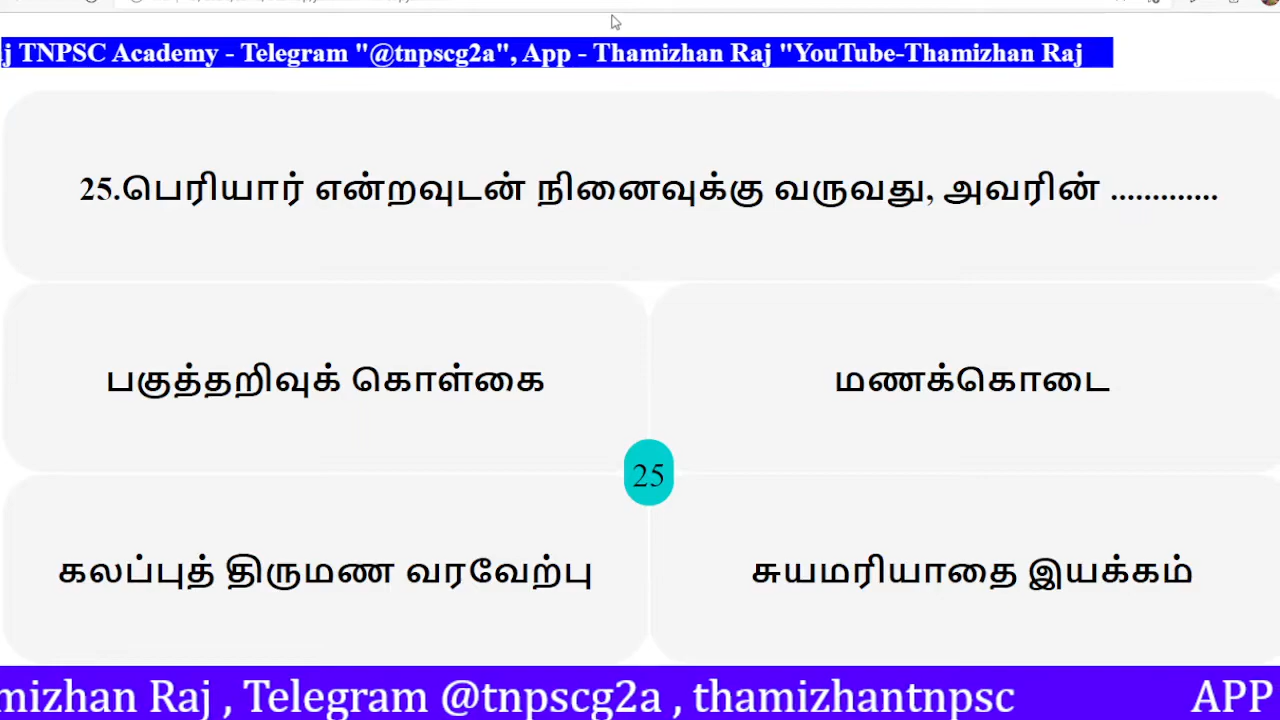 j TNPSC Academy - Telegram "@tnpscg2a", App - Thamizhan Raj "YouTube-Thamizhan Raj
25.பெரியார் என்றவுடன் நினைவுக்கு வருவது, அவரின் .............
பகுத்தறிவுக் கொள்கை
மணக்கொடை
25
கலப்புத் திருமண வரவேற்பு
சுயமரியாதை இயக்கம்
mizhan Raj , Telegram @tnpscg2a , thamizhantnpsc APP